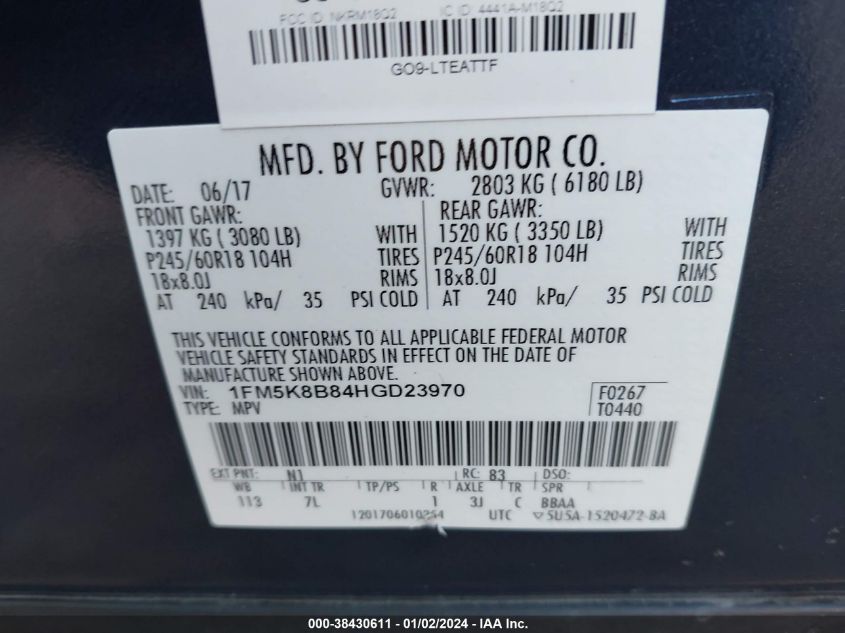 FCC ID: NKRM18Q2 IC ID: 4441A-M18Q2
GO9-LTEATTF
MFD. BY FORD MOTOR CO.
DATE: 06/17 GVWR: 2803 KG ( 6180 LB)
FRONT GAWR: REAR GAWR:
1397 KG ( 3080 LB) WITH 1520 KG ( 3350 LB) WITH
P245/60R18 104H TIRES P245/60R18 104H TIRES
18x8.0J RIMS 18x8.0J RIMS
AT 240 kPa/ 35 PSI COLD AT 240 kPa/ 35 PSI COLD
THIS VEHICLE CONFORMS TO ALL APPLICABLE FEDERAL MOTOR
VEHICLE SAFETY STANDARDS IN EFFECT ON THE DATE OF
MANUFACTURE SHOWN ABOVE.
VIN: 1FM5K8B84HGD23970 F0267
TYPE: MPV T0440
EXT PNT: N1 RC: 83 DSO:
WB INT TR TP/PS R AXLE TR SPR
113 7L 1 3J C BBAA
UTC ▽5U5A-1520472-BA
000-38430611 - 01/02/2024 - IAA Inc.